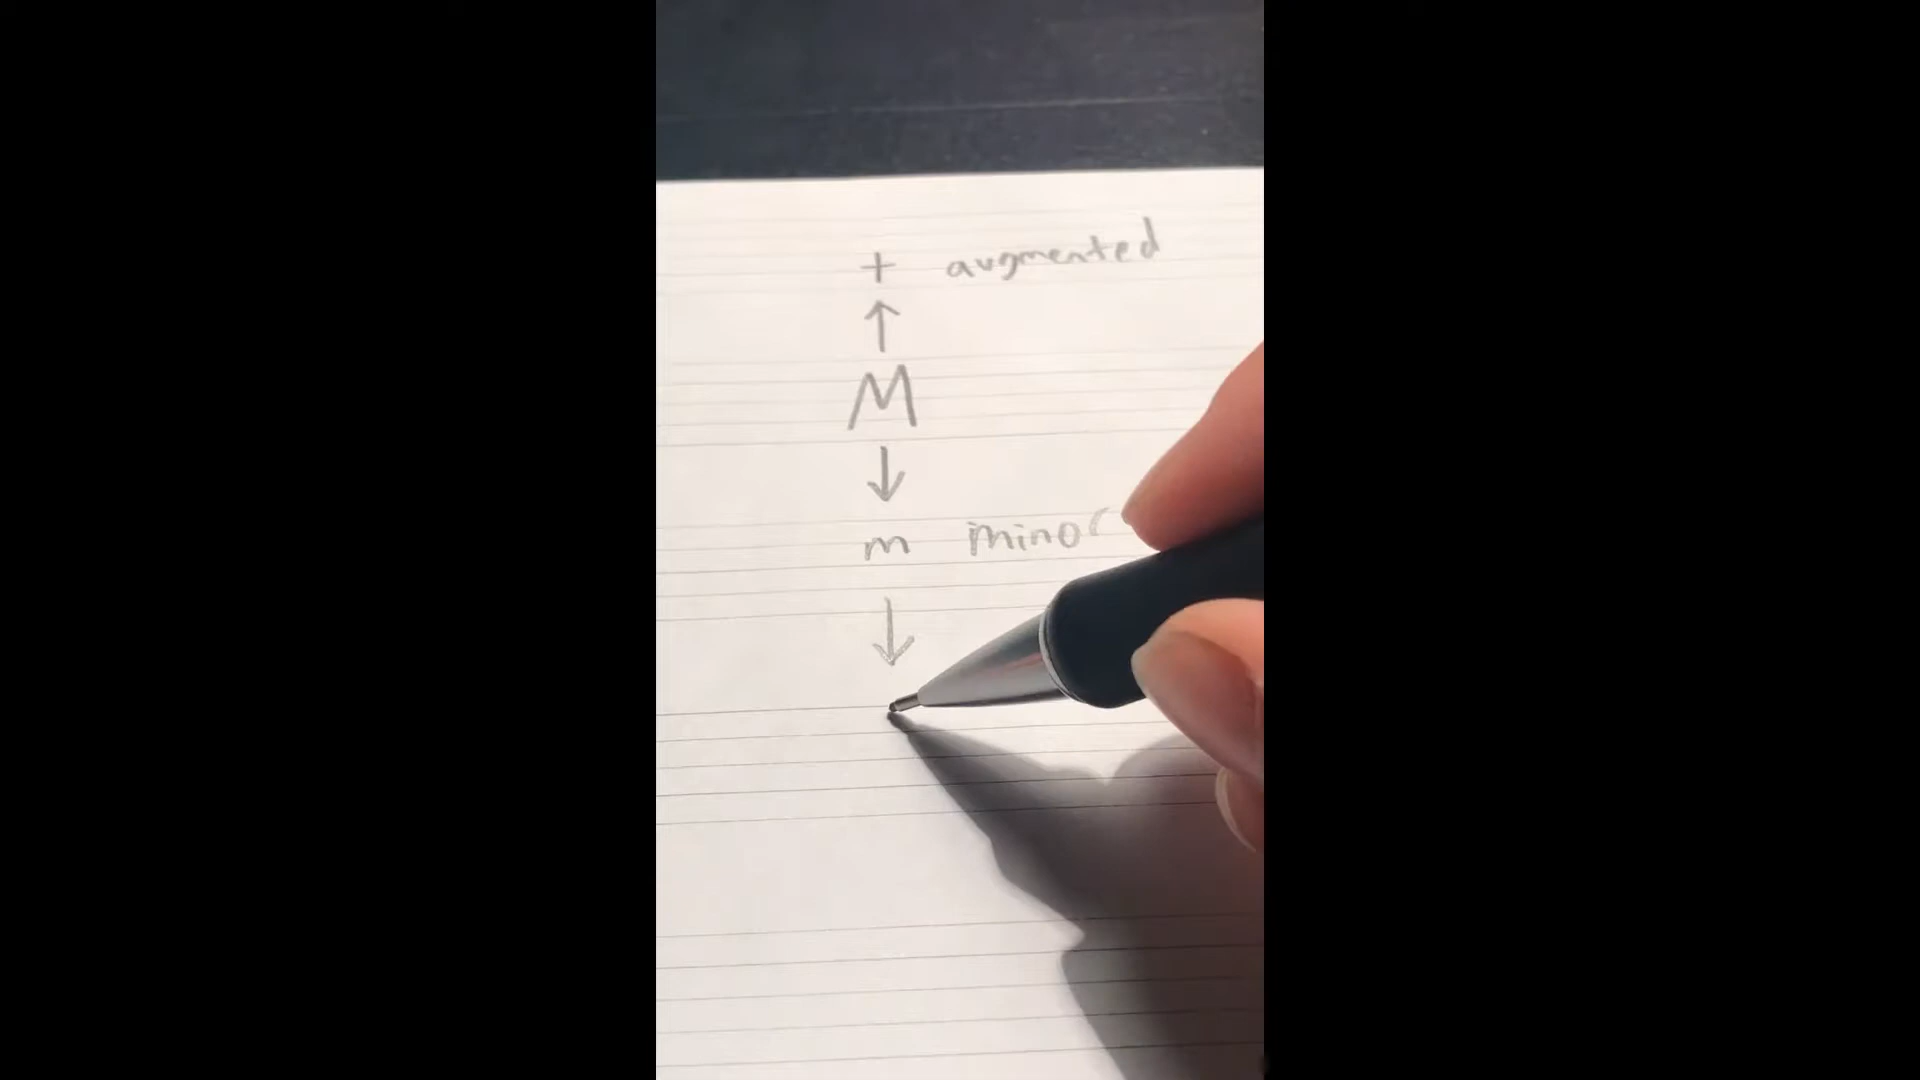 + augmented
↑
M
↓
m minor
↓